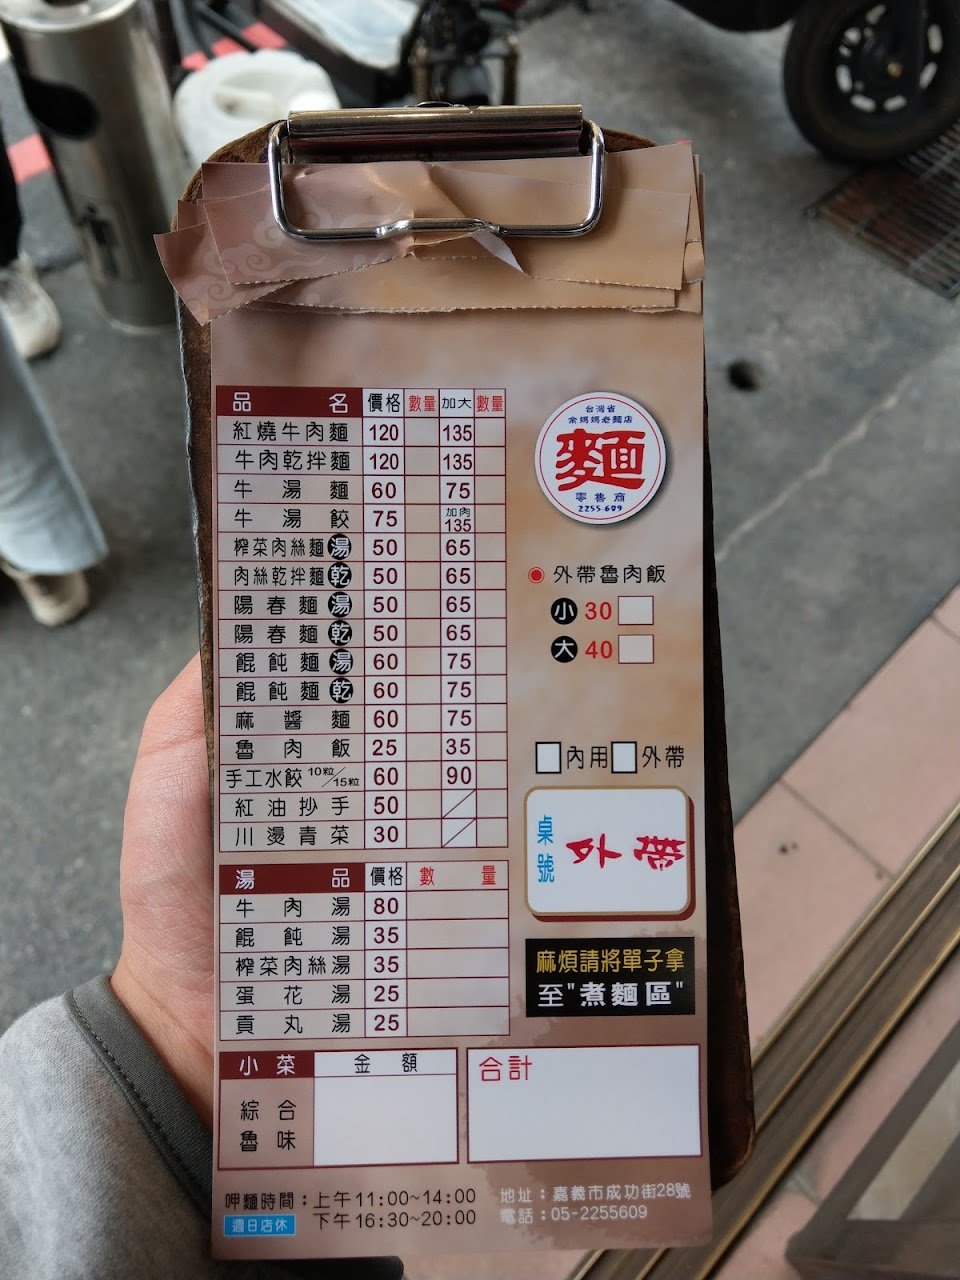 品名 價格 數量 加大 數量
紅燒牛肉麵 120 135
牛肉乾拌麵 120 135
牛湯麵 60 75
牛湯餃 75 加肉 135
榨菜肉絲麵湯 50 65
肉絲乾拌麵乾 50 65
陽春麵湯 50 65
陽春麵乾 50 65
餛飩麵湯 60 75
餛飩麵乾 60 75
麻醬麵 60 75
魯肉飯 25 35
手工水餃 10粒/15粒 60 90
紅油抄手 50
川燙青菜 30
湯品 價格 數量
牛肉湯 80
餛飩湯 35
榨菜肉絲湯 35
蛋花湯 25
貢丸湯 25
小菜 金額
綜合
魯味
合計
台灣省
余媽媽老麵店
麵
零售商
2255-609
外帶魯肉飯
小 30
大 40
內用 外帶
桌號 外帶
麻煩請將單子拿
至"煮麵區"
呷麵時間：上午11:00~14:00
週日店休 下午16:30~20:00
地址：嘉義市成功街28號
電話：05-2255609